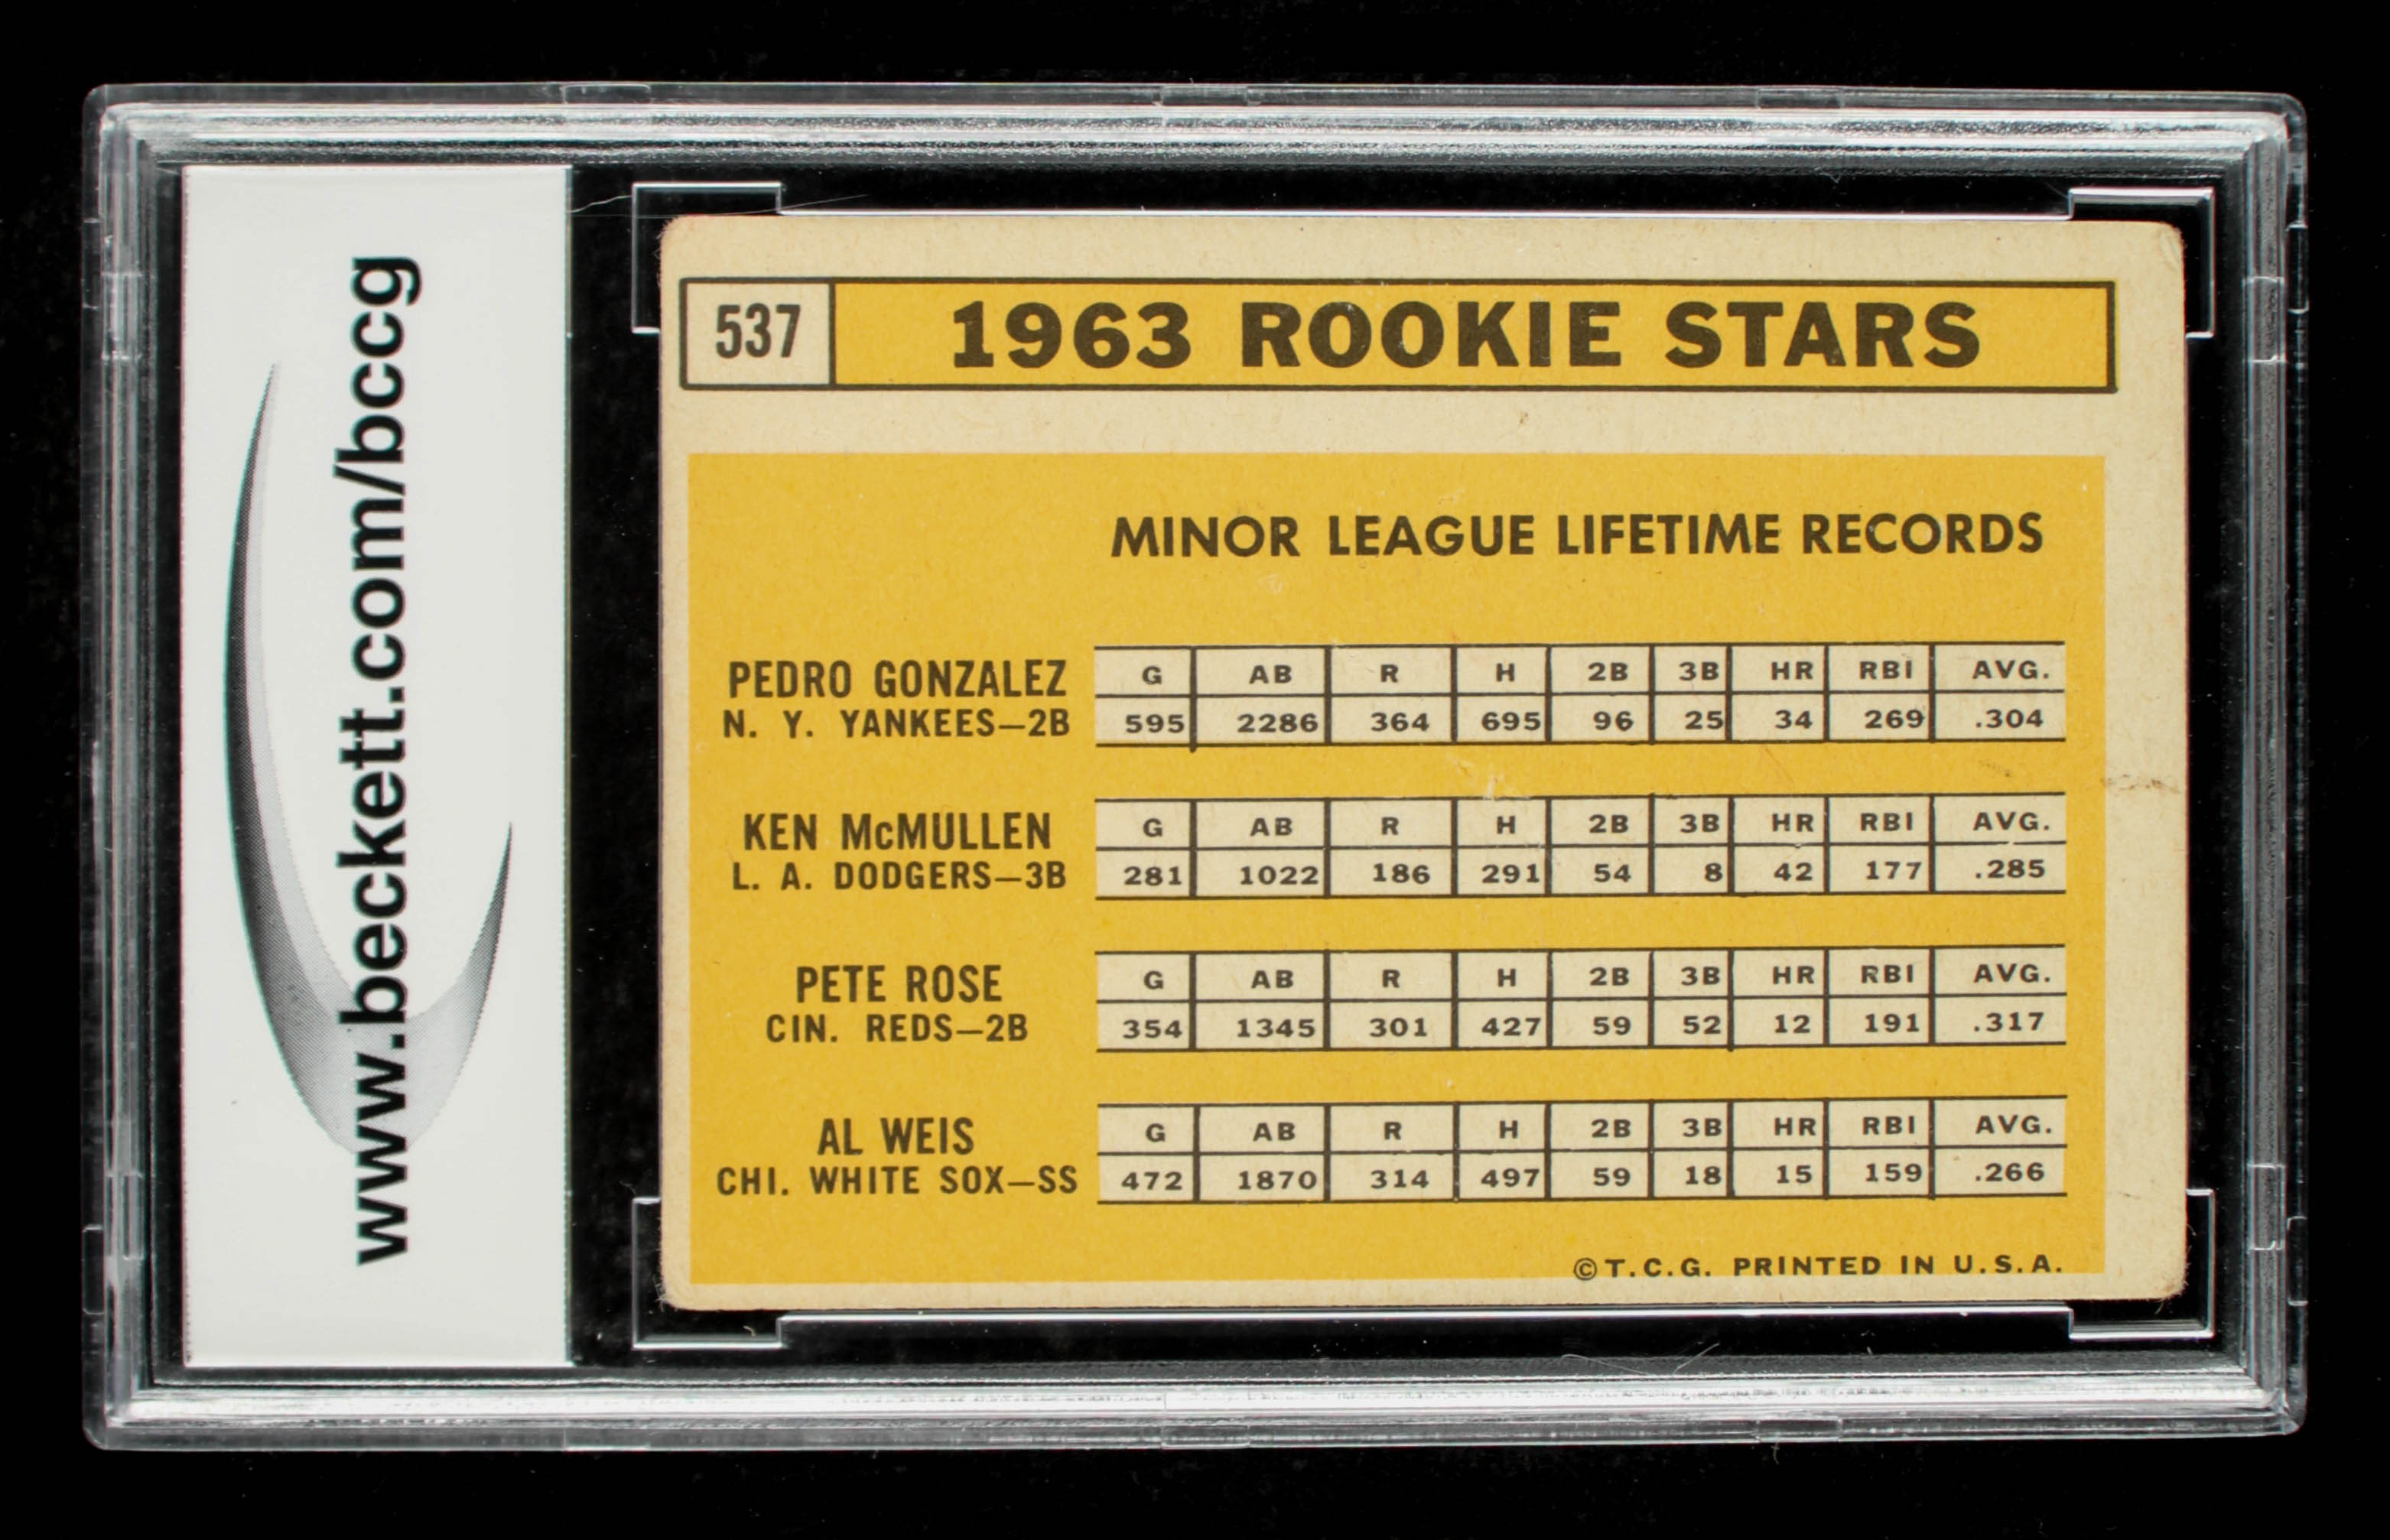 www.beckett.com/bccg
537 1963 ROOKIE STARS
MINOR LEAGUE LIFETIME RECORDS
PEDRO GONZALEZ
N. Y. YANKEES—2B
G AB R H 2B 3B HR RBI AVG.
595 2286 364 695 96 25 34 269 .304
KEN McMULLEN
L. A. DODGERS—3B
G AB R H 2B 3B HR RBI AVG.
281 1022 186 291 54 8 42 177 .285
PETE ROSE
CIN. REDS—2B
G AB R H 2B 3B HR RBI AVG.
354 1345 301 427 59 52 12 191 .317
AL WEIS
CHI. WHITE SOX—SS
G AB R H 2B 3B HR RBI AVG.
472 1870 314 497 59 18 15 159 .266
©T.C.G. PRINTED IN U.S.A.